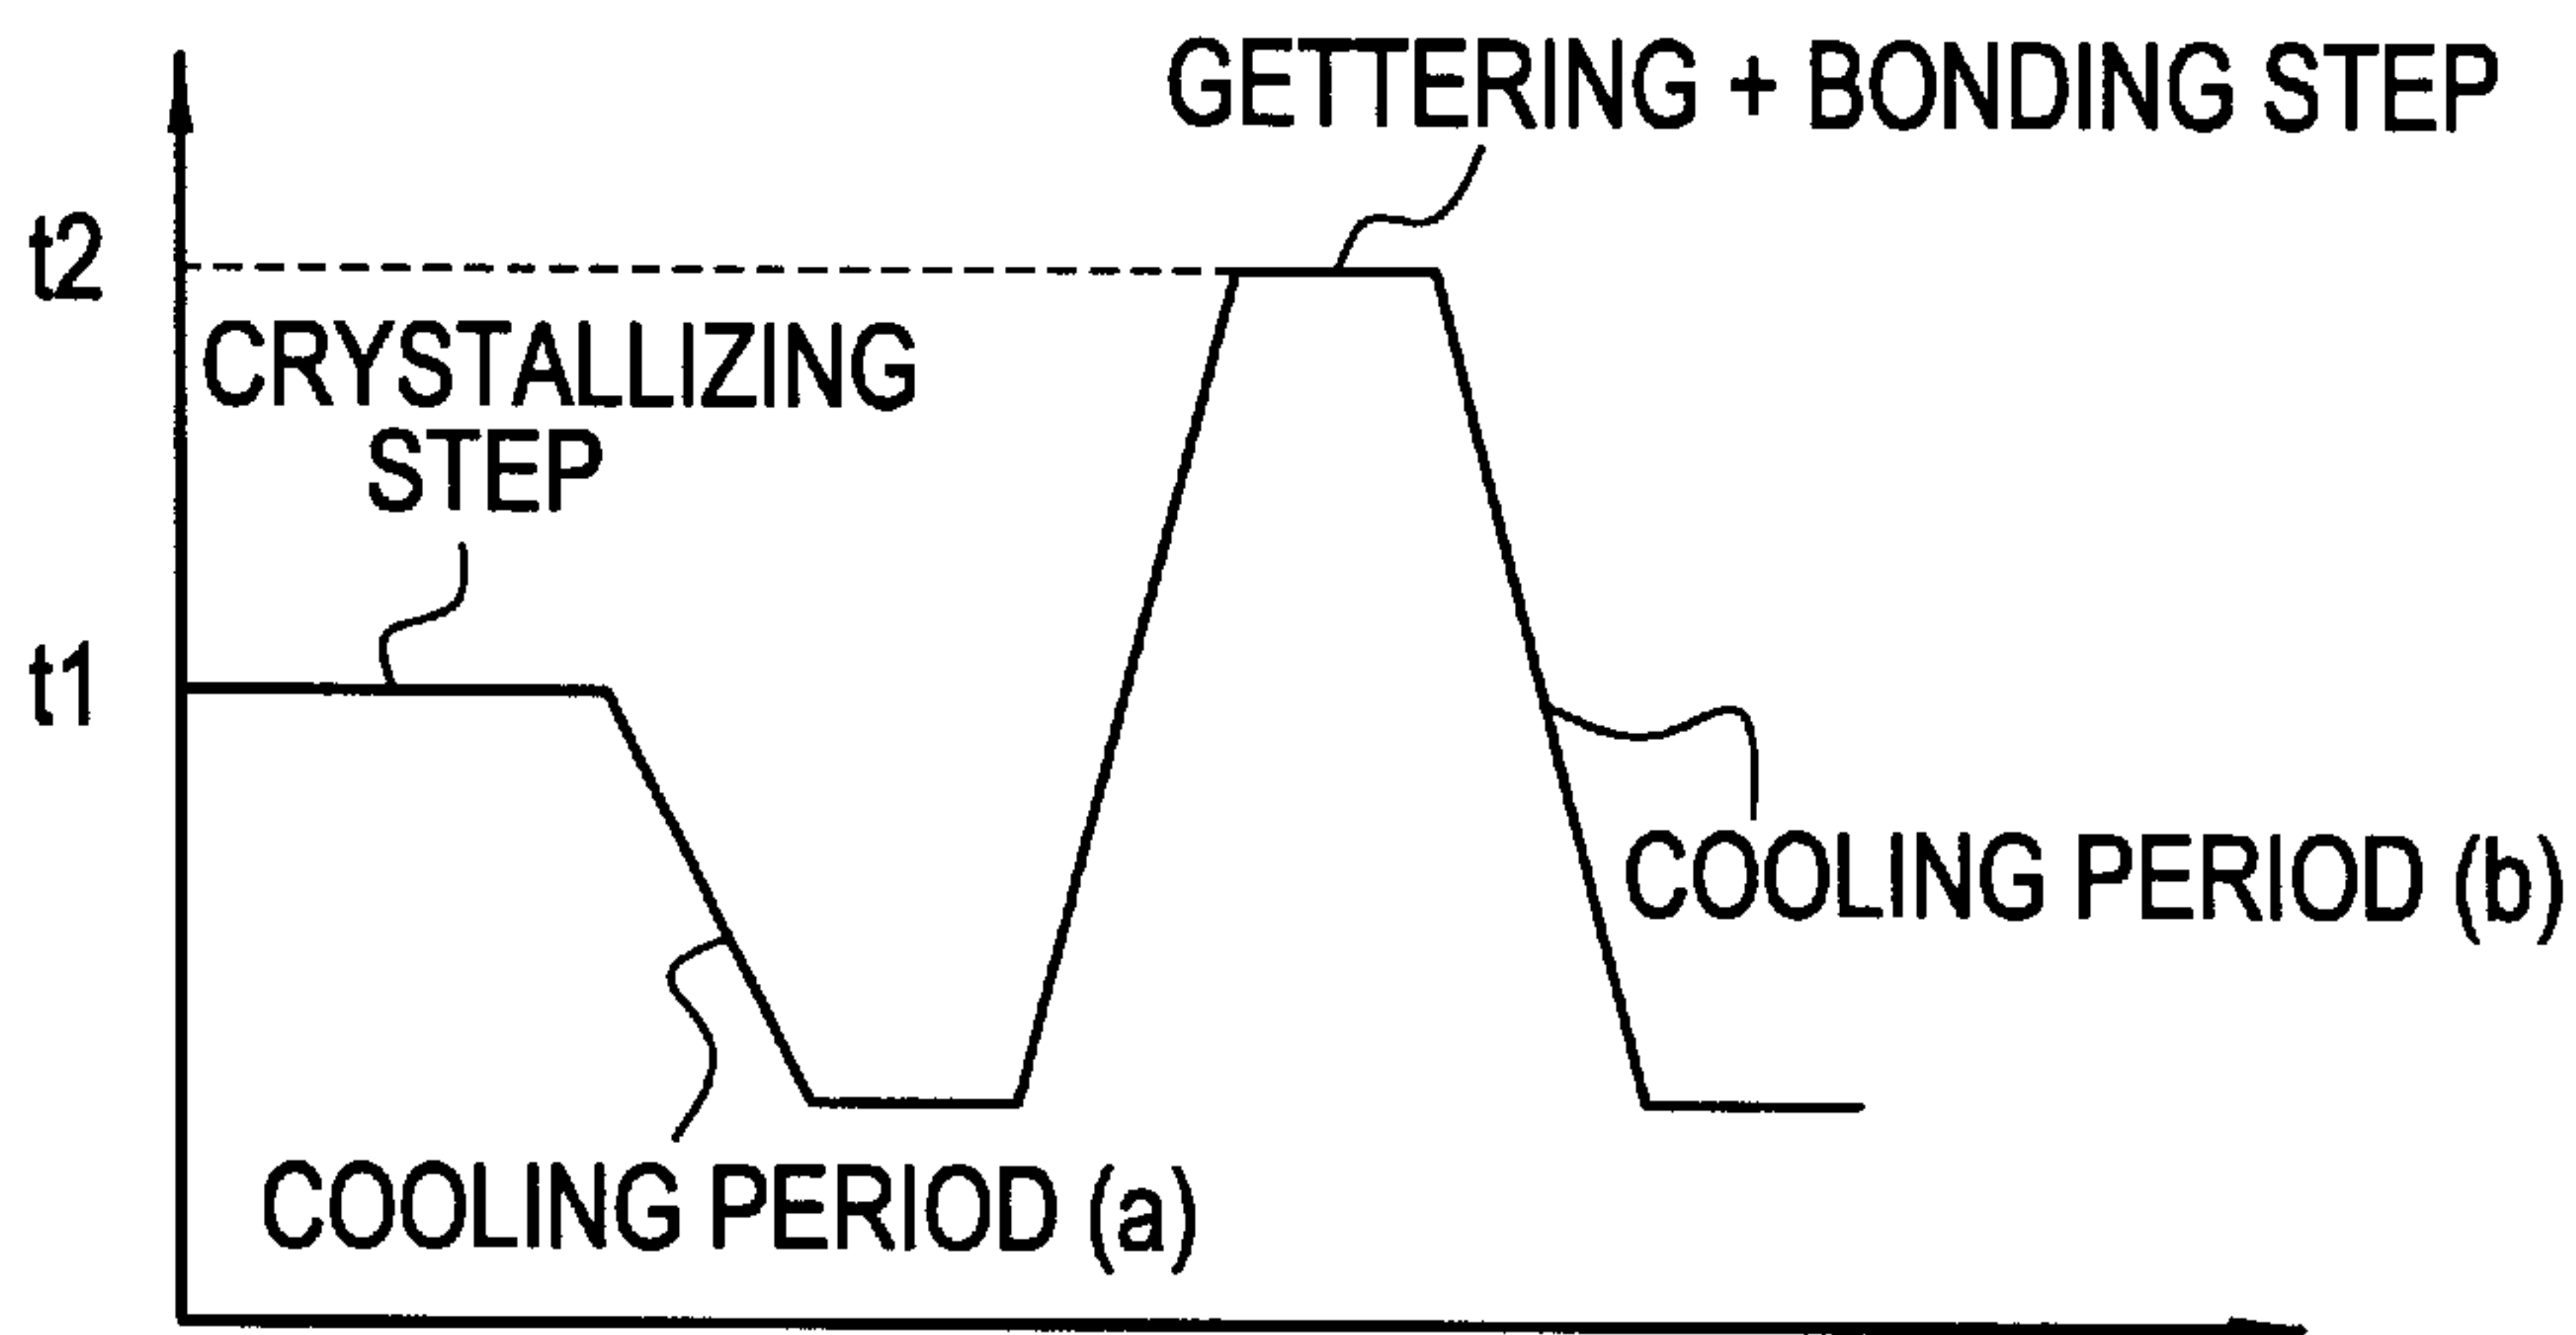 GETTERING + BONDING STEP
t2
CRYSTALLIZING
STEP
t1
COOLING PERIOD (b)
COOLING PERIOD (a)